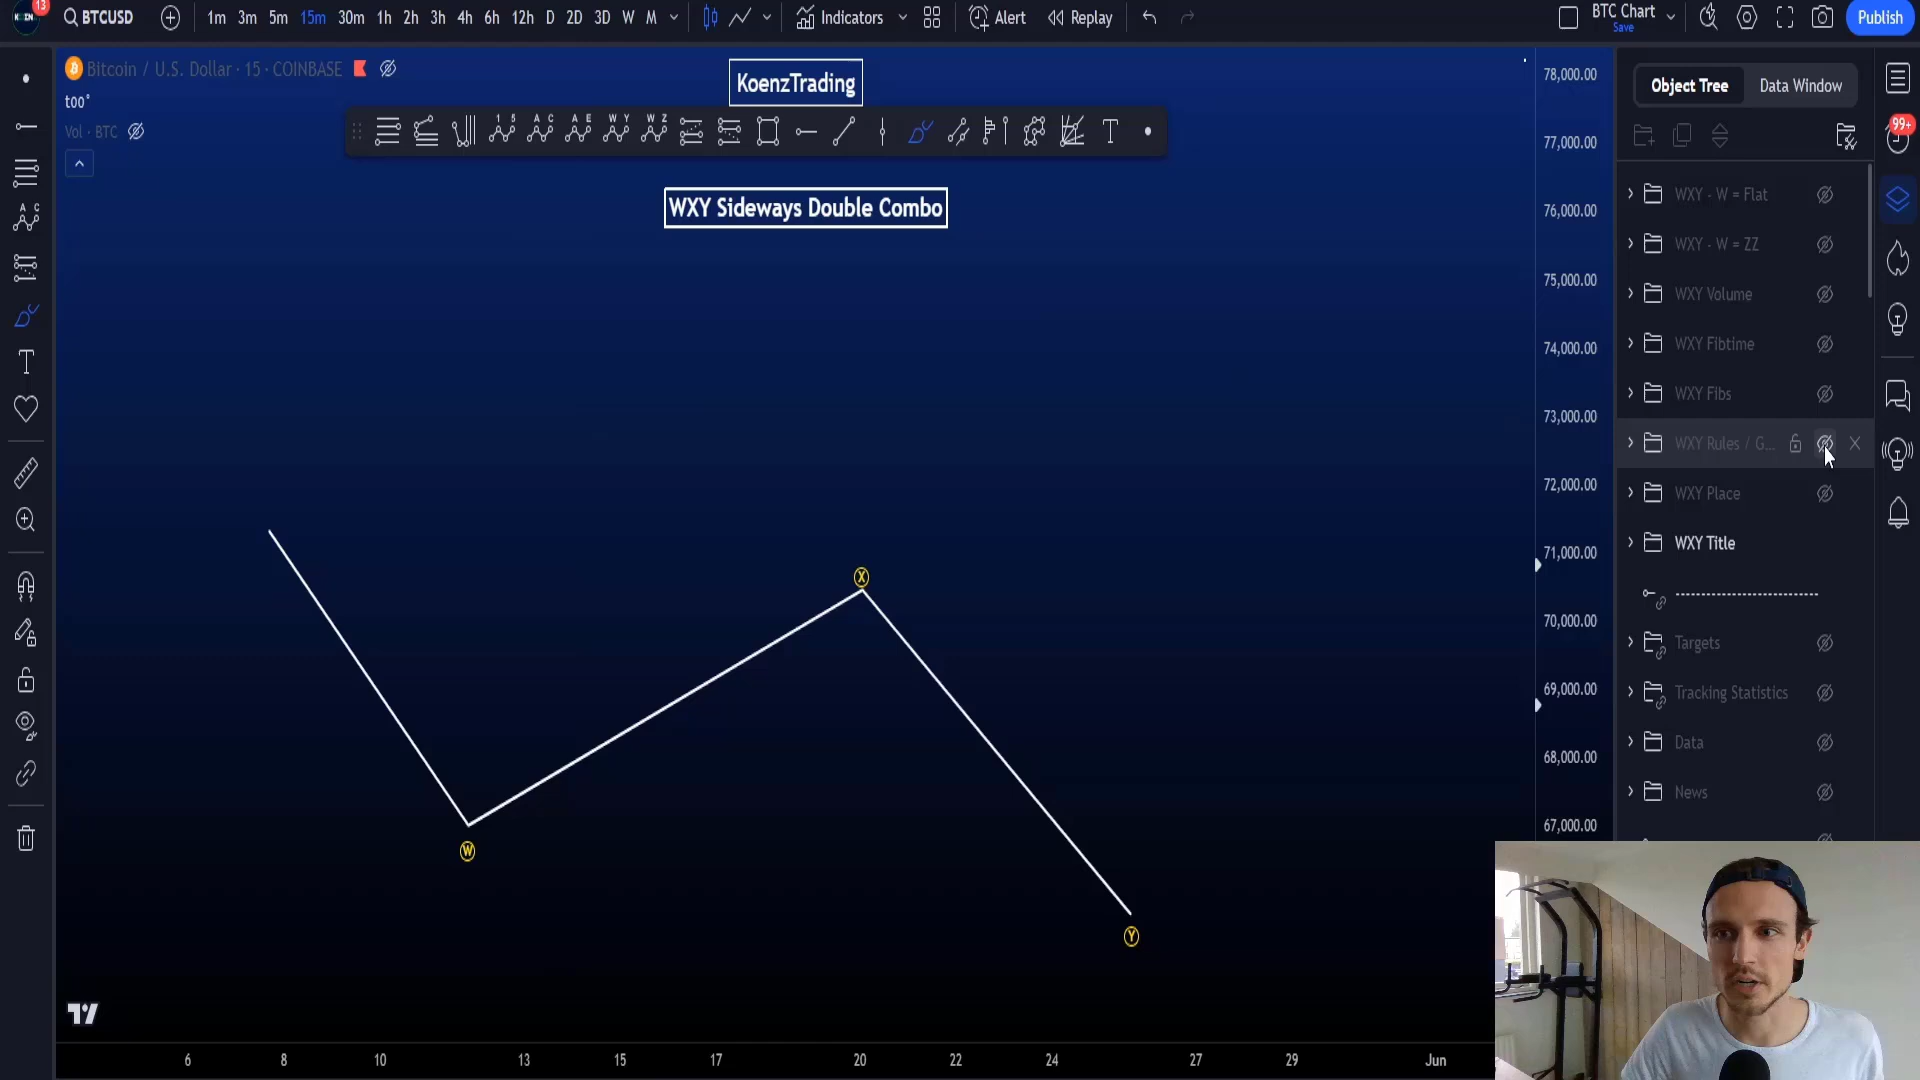 13
BTCUSD
1m 3m 5m 15m 30m 1h 2h 3h 4h 6h 12h D 2D 3D W M
Indicators
Alert
Replay
BTC Chart
Save
Publish
Bitcoin / U.S. Dollar · 15 · COINBASE
Vol · BTC
KoenzTrading
1 5
A C
A E
W Y
W Z
WXY Sideways Double Combo
A C
78,000.00
77,000.00
76,000.00
75,000.00
74,000.00
73,000.00
72,000.00
71,000.00
70,000.00
69,000.00
68,000.00
67,000.00
X
W
Y
6 8 10 13 15 17 20 22 24 27 29 Jun
Object Tree Data Window
99+
WXY - W = Flat
WXY - W = ZZ
WXY Volume
WXY Fibtime
WXY Fibs
WXY Rules / G...
WXY Place
WXY Title
---------------------------
Targets
Tracking Statistics
Data
News